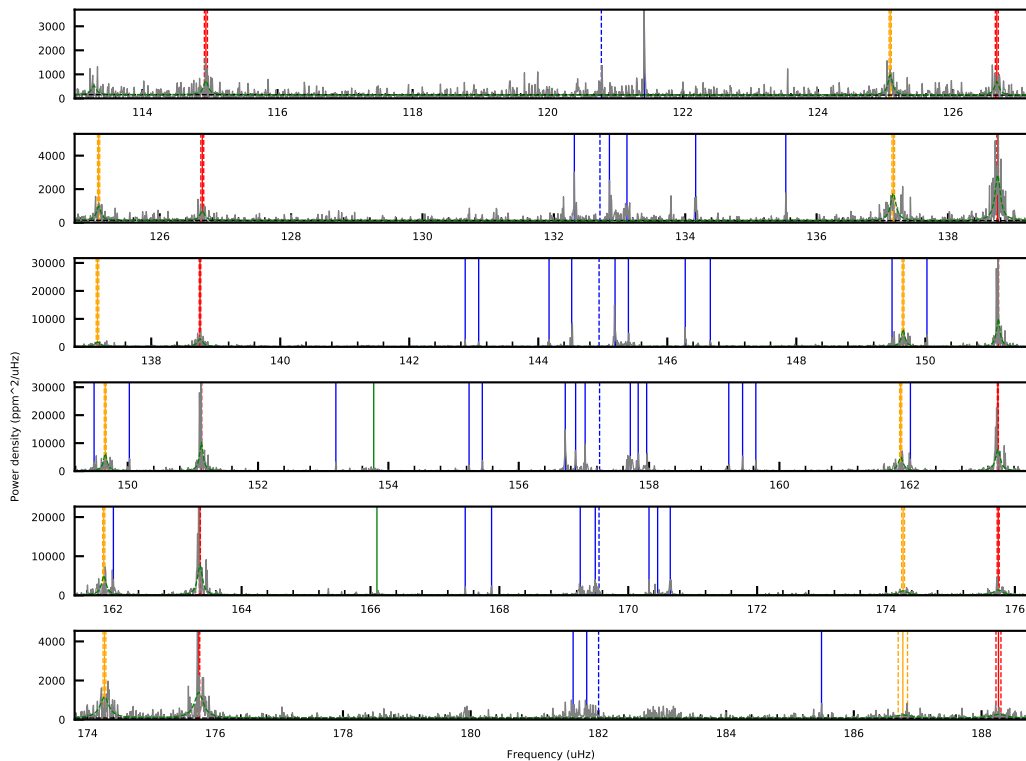 3000
2000
1000
0
114 116 118 120 122 124 126
4000
2000
0
126 128 130 132 134 136 138
30000
20000
10000
0
138 140 142 144 146 148 150
30000
20000
10000
0
150 152 154 156 158 160 162
20000
10000
0
162 164 166 168 170 172 174 176
4000
2000
0
174 176 178 180 182 184 186 188
Power density (ppm^2/uHz)
Frequency (uHz)